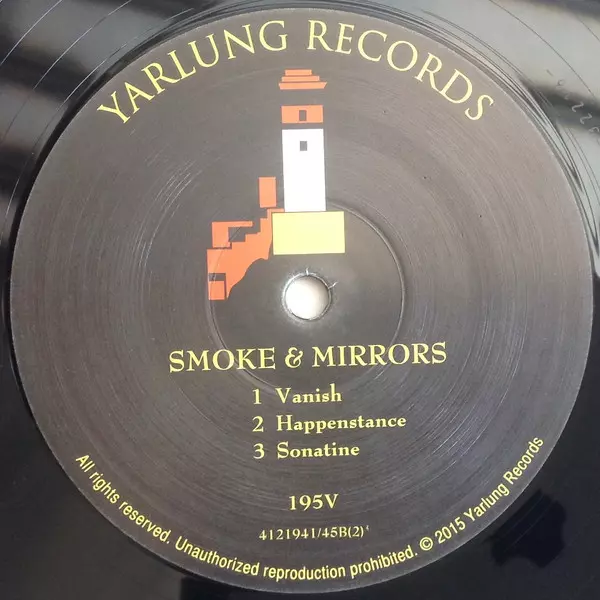 YARLUNG RECORDS
SMOKE & MIRRORS
1 Vanish
2 Happenstance
3 Sonatine
195V
4121941/45B(2)
All rights reserved. Unauthorized reproduction prohibited. © 2015 Yarlung Records